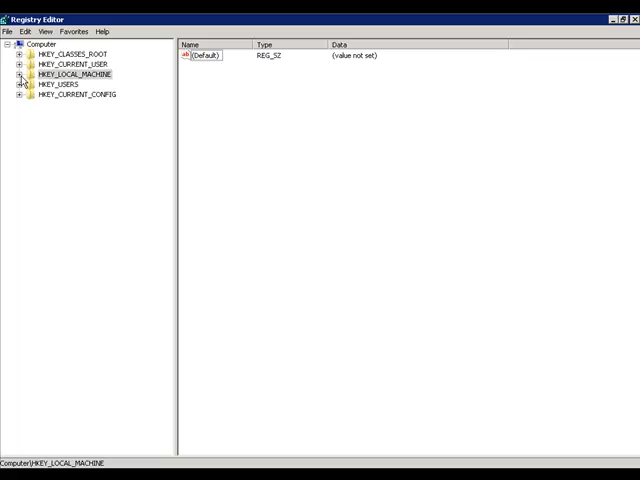 Registry Editor
File Edit View Favorites Help
Computer
HKEY_CLASSES_ROOT
HKEY_CURRENT_USER
HKEY_LOCAL_MACHINE
HKEY_USERS
HKEY_CURRENT_CONFIG
Name Type Data
ab (Default) REG_SZ (value not set)
Computer\HKEY_LOCAL_MACHINE